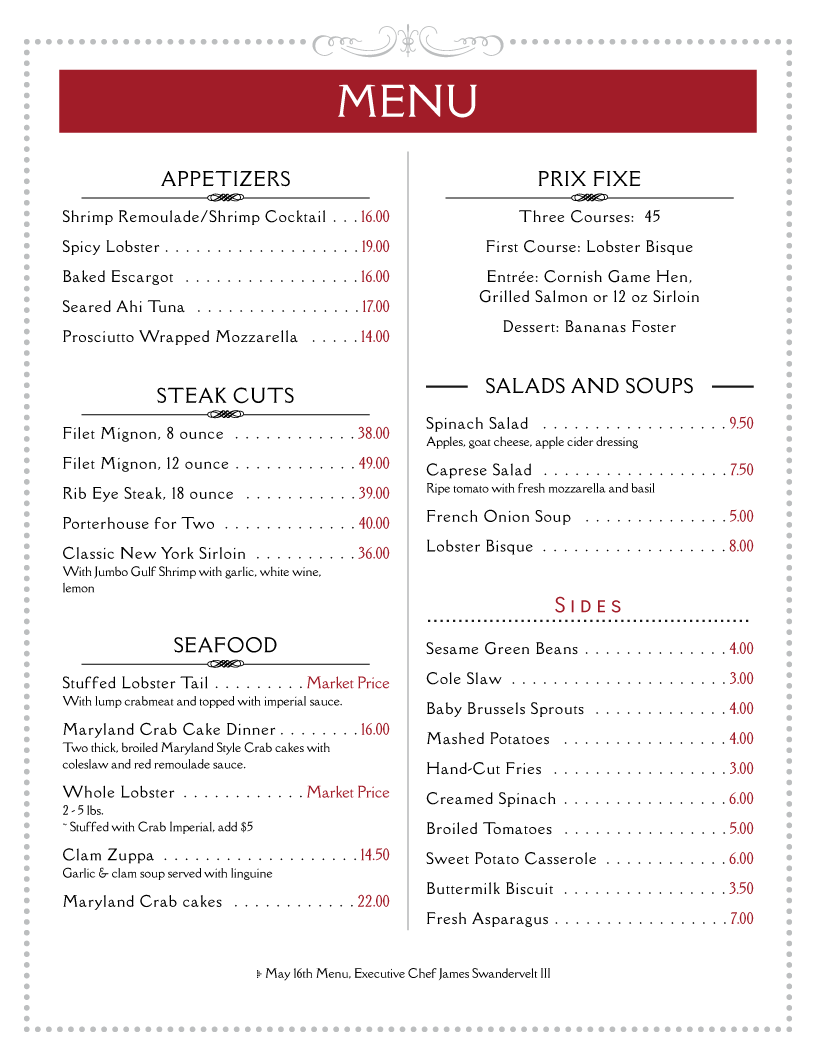 MENU
APPETIZERS
Shrimp Remoulade/Shrimp Cocktail . . . 16.00
Spicy Lobster . . . . . . . . . . . . . . . . . . . 19.00
Baked Escargot . . . . . . . . . . . . . . . . . 16.00
Seared Ahi Tuna . . . . . . . . . . . . . . . . 17.00
Prosciutto Wrapped Mozzarella . . . . . 14.00
STEAK CUTS
Filet Mignon, 8 ounce . . . . . . . . . . . . 38.00
Filet Mignon, 12 ounce . . . . . . . . . . . . 49.00
Rib Eye Steak, 18 ounce . . . . . . . . . . . 39.00
Porterhouse for Two . . . . . . . . . . . . . 40.00
Classic New York Sirloin . . . . . . . . . . 36.00
With Jumbo Gulf Shrimp with garlic, white wine,
lemon
SEAFOOD
Stuffed Lobster Tail . . . . . . . . . Market Price
With lump crabmeat and topped with imperial sauce.
Maryland Crab Cake Dinner . . . . . . . . 16.00
Two thick, broiled Maryland Style Crab cakes with
coleslaw and red remoulade sauce.
Whole Lobster . . . . . . . . . . . . Market Price
2 - 5 lbs.
~ Stuffed with Crab Imperial, add $5
Clam Zuppa . . . . . . . . . . . . . . . . . . . 14.50
Garlic & clam soup served with linguine
Maryland Crab cakes . . . . . . . . . . . . 22.00
PRIX FIXE
Three Courses: 45
First Course: Lobster Bisque
Entrée: Cornish Game Hen,
Grilled Salmon or 12 oz Sirloin
Dessert: Bananas Foster
SALADS AND SOUPS
Spinach Salad . . . . . . . . . . . . . . . . . . 9.50
Apples, goat cheese, apple cider dressing
Caprese Salad . . . . . . . . . . . . . . . . . . 7.50
Ripe tomato with fresh mozzarella and basil
French Onion Soup . . . . . . . . . . . . . . 5.00
Lobster Bisque . . . . . . . . . . . . . . . . . . 8.00
SIDES
Sesame Green Beans . . . . . . . . . . . . . . 4.00
Cole Slaw . . . . . . . . . . . . . . . . . . . . . 3.00
Baby Brussels Sprouts . . . . . . . . . . . . . 4.00
Mashed Potatoes . . . . . . . . . . . . . . . . 4.00
Hand-Cut Fries . . . . . . . . . . . . . . . . . 3.00
Creamed Spinach . . . . . . . . . . . . . . . . 6.00
Broiled Tomatoes . . . . . . . . . . . . . . . . 5.00
Sweet Potato Casserole . . . . . . . . . . . . 6.00
Buttermilk Biscuit . . . . . . . . . . . . . . . . 3.50
Fresh Asparagus . . . . . . . . . . . . . . . . . 7.00
May 16th Menu, Executive Chef James Swandervelt III